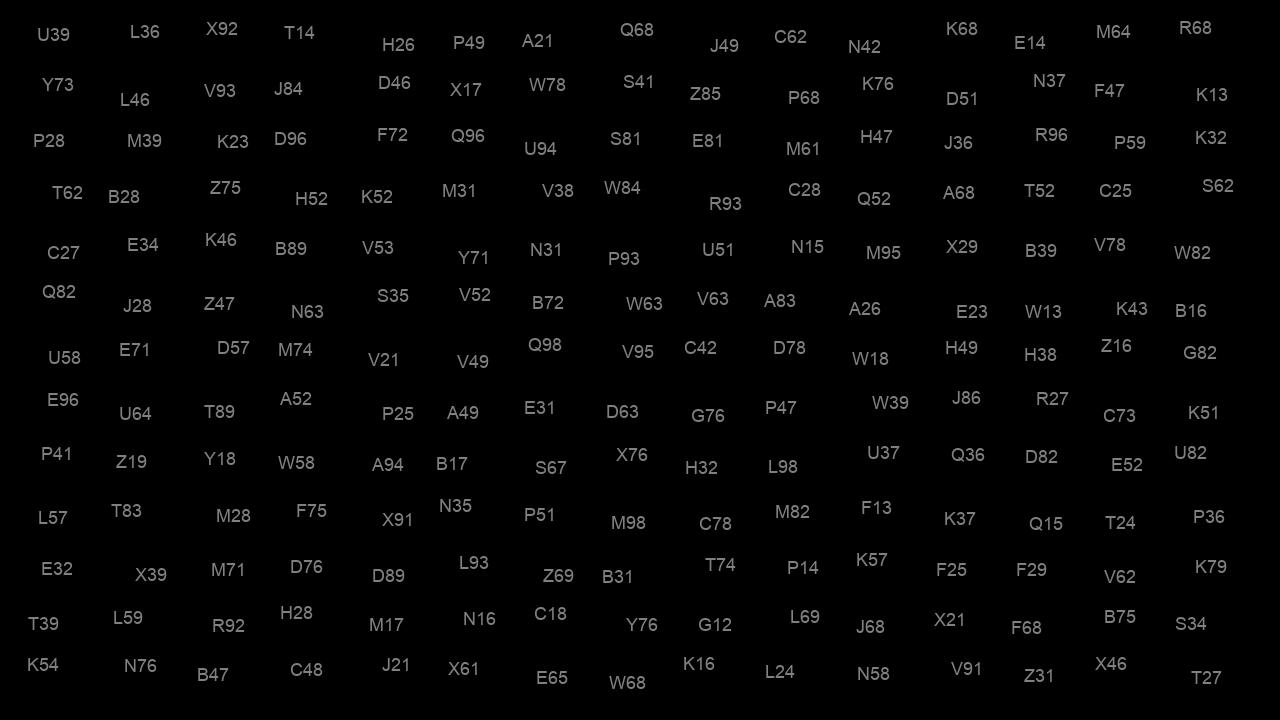 U39 L36 X92 T14 H26 P49 A21 Q68 J49 C62 N42 K68 E14 M64 R68
Y73 L46 V93 J84 D46 X17 W78 S41 Z85 P68 K76 D51 N37 F47 K13
P28 M39 K23 D96 F72 Q96 U94 S81 E81 M61 H47 J36 R96 P59 K32
T62 B28 Z75 H52 K52 M31 V38 W84 R93 C28 Q52 A68 T52 C25 S62
C27 E34 K46 B89 V53 Y71 N31 P93 U51 N15 M95 X29 B39 V78 W82
Q82 J28 Z47 N63 S35 V52 B72 W63 V63 A83 A26 E23 W13 K43 B16
U58 E71 D57 M74 V21 V49 Q98 V95 C42 D78 W18 H49 H38 Z16 G82
E96 U64 T89 A52 P25 A49 E31 D63 G76 P47 W39 J86 R27 C73 K51
P41 Z19 Y18 W58 A94 B17 S67 X76 H32 L98 U37 Q36 D82 E52 U82
L57 T83 M28 F75 X91 N35 P51 M98 C78 M82 F13 K37 Q15 T24 P36
E32 X39 M71 D76 D89 L93 Z69 B31 T74 P14 K57 F25 F29 V62 K79
T39 L59 R92 H28 M17 N16 C18 Y76 G12 L69 J68 X21 F68 B75 S34
K54 N76 B47 C48 J21 X61 E65 W68 K16 L24 N58 V91 Z31 X46 T27